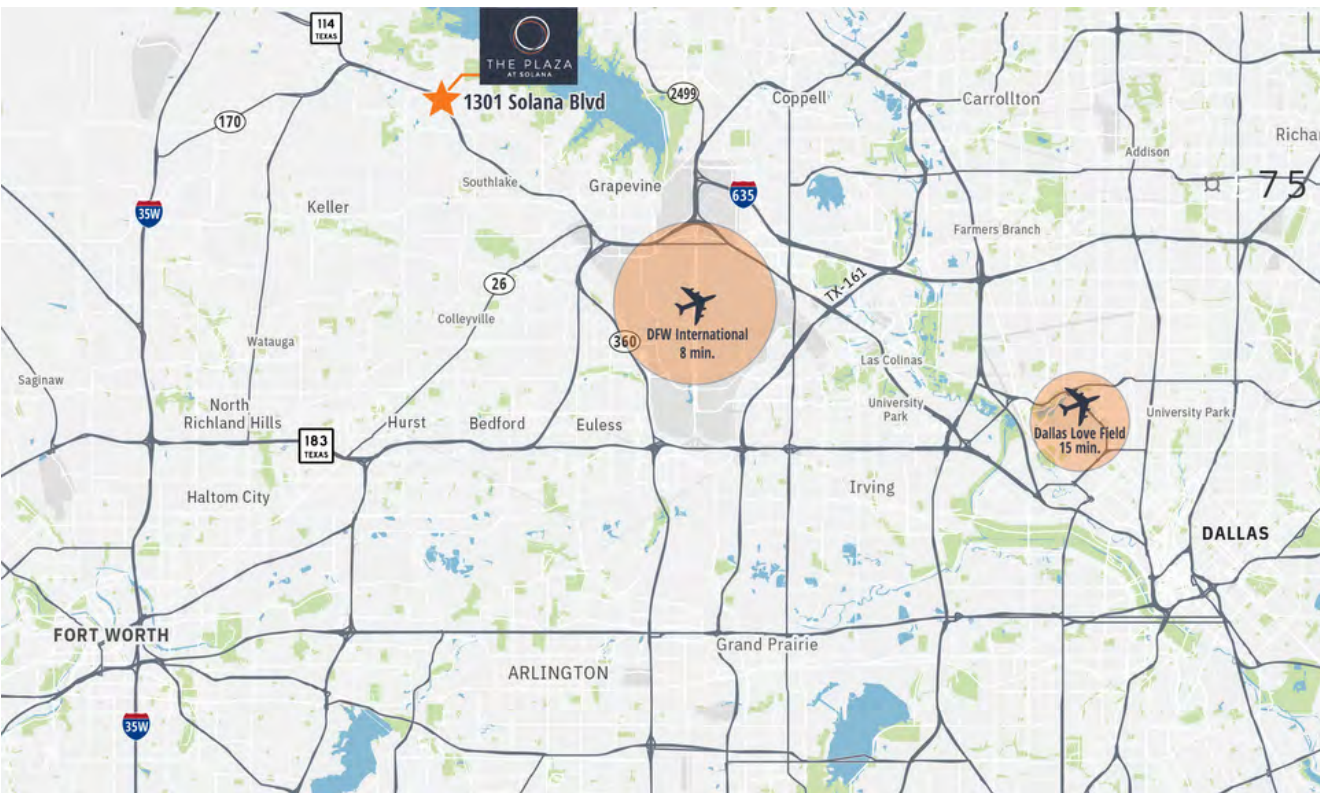 114
TEXAS
THE PLAZA
AT SOLANA
1301 Solana Blvd
2499
Coppell
Carrollton
170
Richar
Addison
Southlake
Grapevine
635
75
35W
Keller
Farmers Branch
26
TX-161
Colleyville
DFW International
8 min.
360
Watauga
Las Colinas
Saginaw
North
Richland Hills
University
Park
University Park
Dallas Love Field
15 min.
183
TEXAS
Hurst
Bedford
Euless
Haltom City
Irving
DALLAS
FORT WORTH
Grand Prairie
ARLINGTON
35W